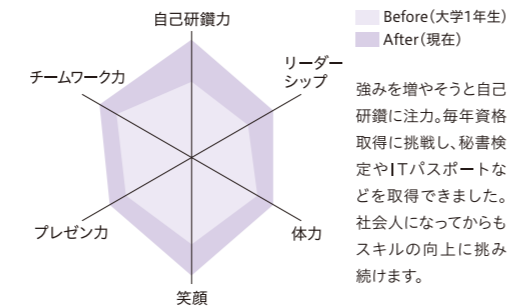 自己研鑽力
リーダー
シップ
体力
笑顔
プレゼン力
チームワーク力
Before（大学1年生）
After（現在）
強みを増やそうと自己
研鑽に注力。毎年資格
取得に挑戦し、秘書検
定やITパスポートな
どを取得できました。
社会人になってからも
スキルの向上に挑み
続けます。